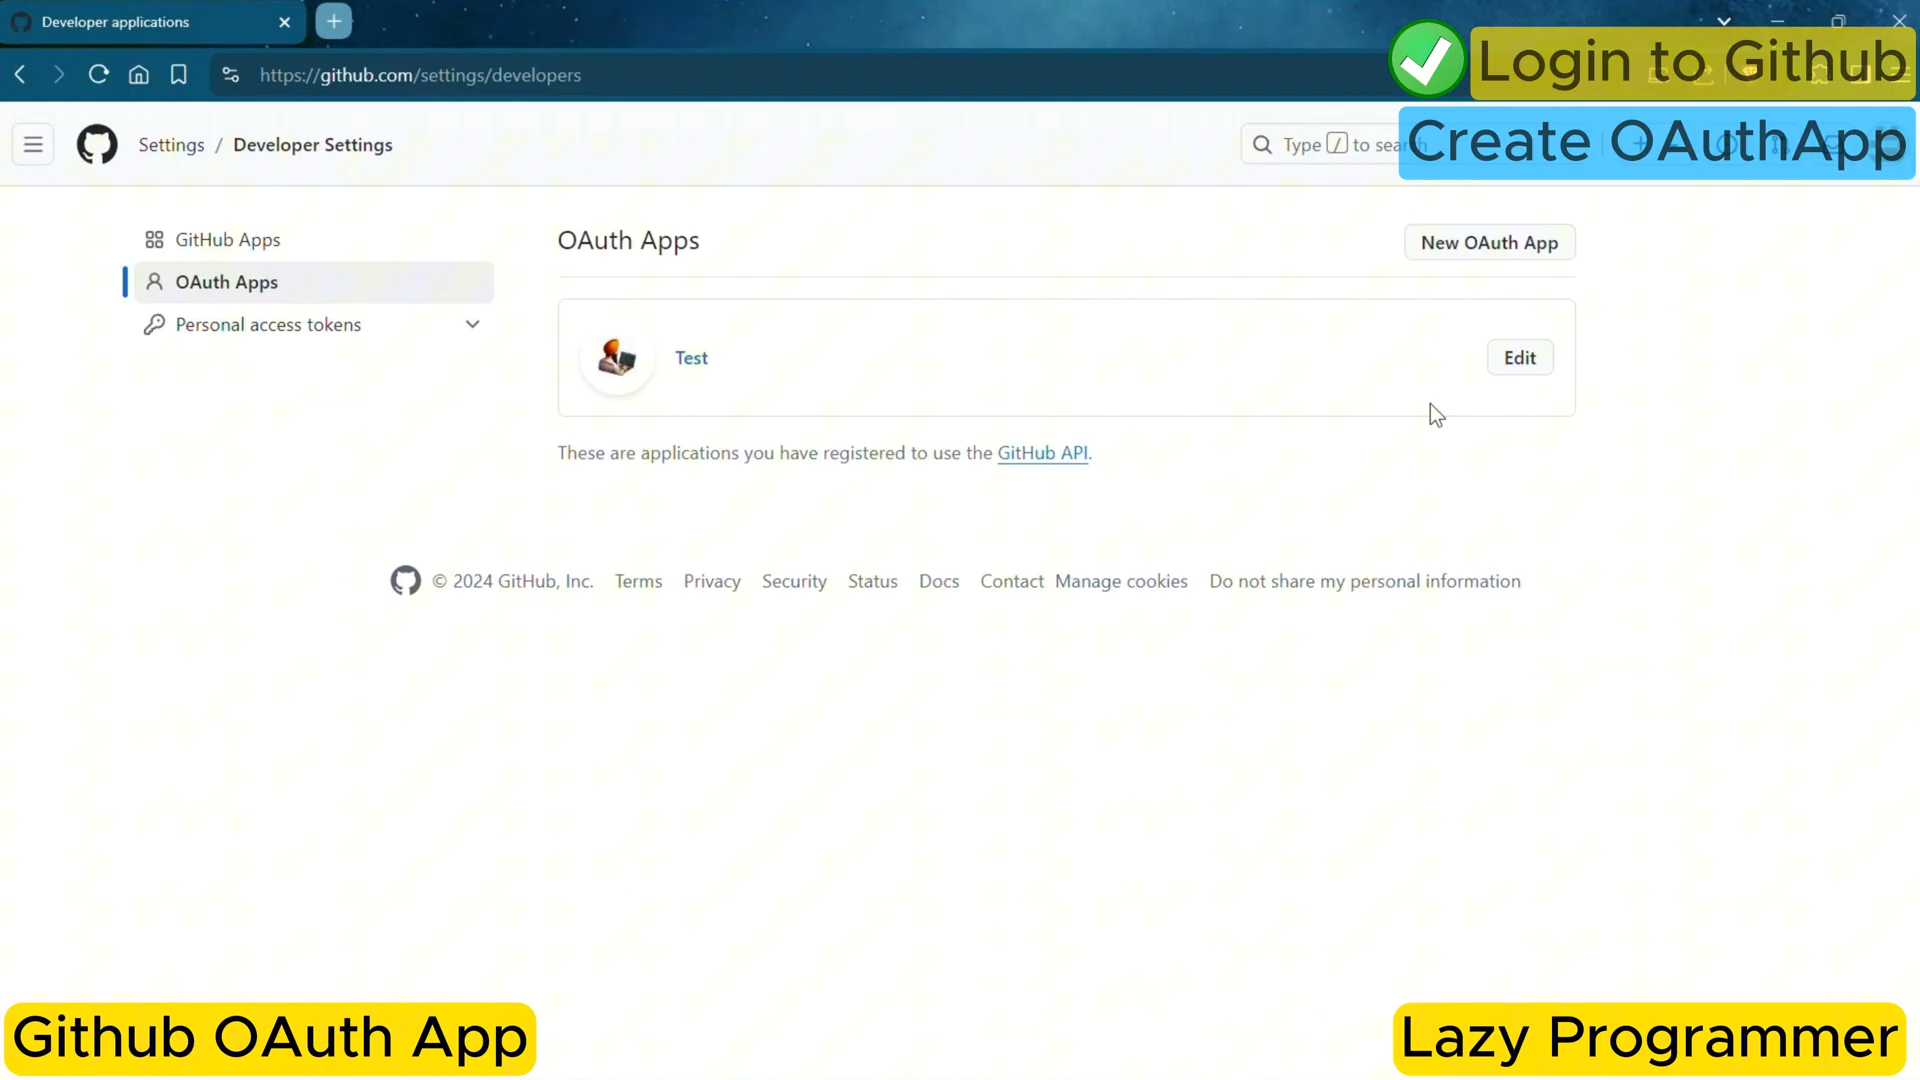 Developer applications
Login to Github
https://github.com/settings/developers
Create OAuthApp
Settings / Developer Settings
Type / to search
GitHub Apps
OAuth Apps
Personal access tokens
OAuth Apps
New OAuth App
Test
Edit
These are applications you have registered to use the GitHub API.
© 2024 GitHub, Inc. Terms Privacy Security Status Docs Contact Manage cookies Do not share my personal information
Github OAuth App
Lazy Programmer